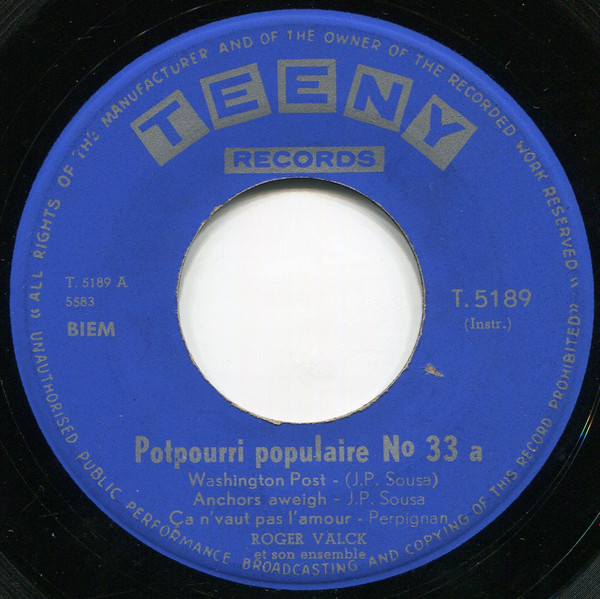 «ALL RIGHTS OF THE MANUFACTURER AND OF THE OWNER OF THE RECORDED WORK RESERVED»
TEENY
RECORDS
T. 5189 A
5583
BIEM
T. 5189
(Instr.)
Potpourri populaire No 33 a
Washington Post - (J.P. Sousa)
Anchors aweigh - J.P. Sousa
Ça n'vaut pas l'amour - Perpignan
ROGER VALCK
et son ensemble
UNAUTHORISED PUBLIC PERFORMANCE BROADCASTING AND COPYING OF THIS RECORD PROHIBITED»